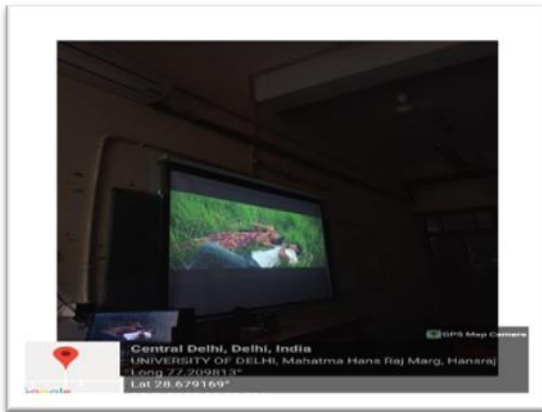 GPS Map Camera
Central Delhi, Delhi, India
UNIVERSITY OF DELHI, Mahatma Hans Raj Marg, Hansraj
Long 77.209813°
Lat 28.679169°
Google